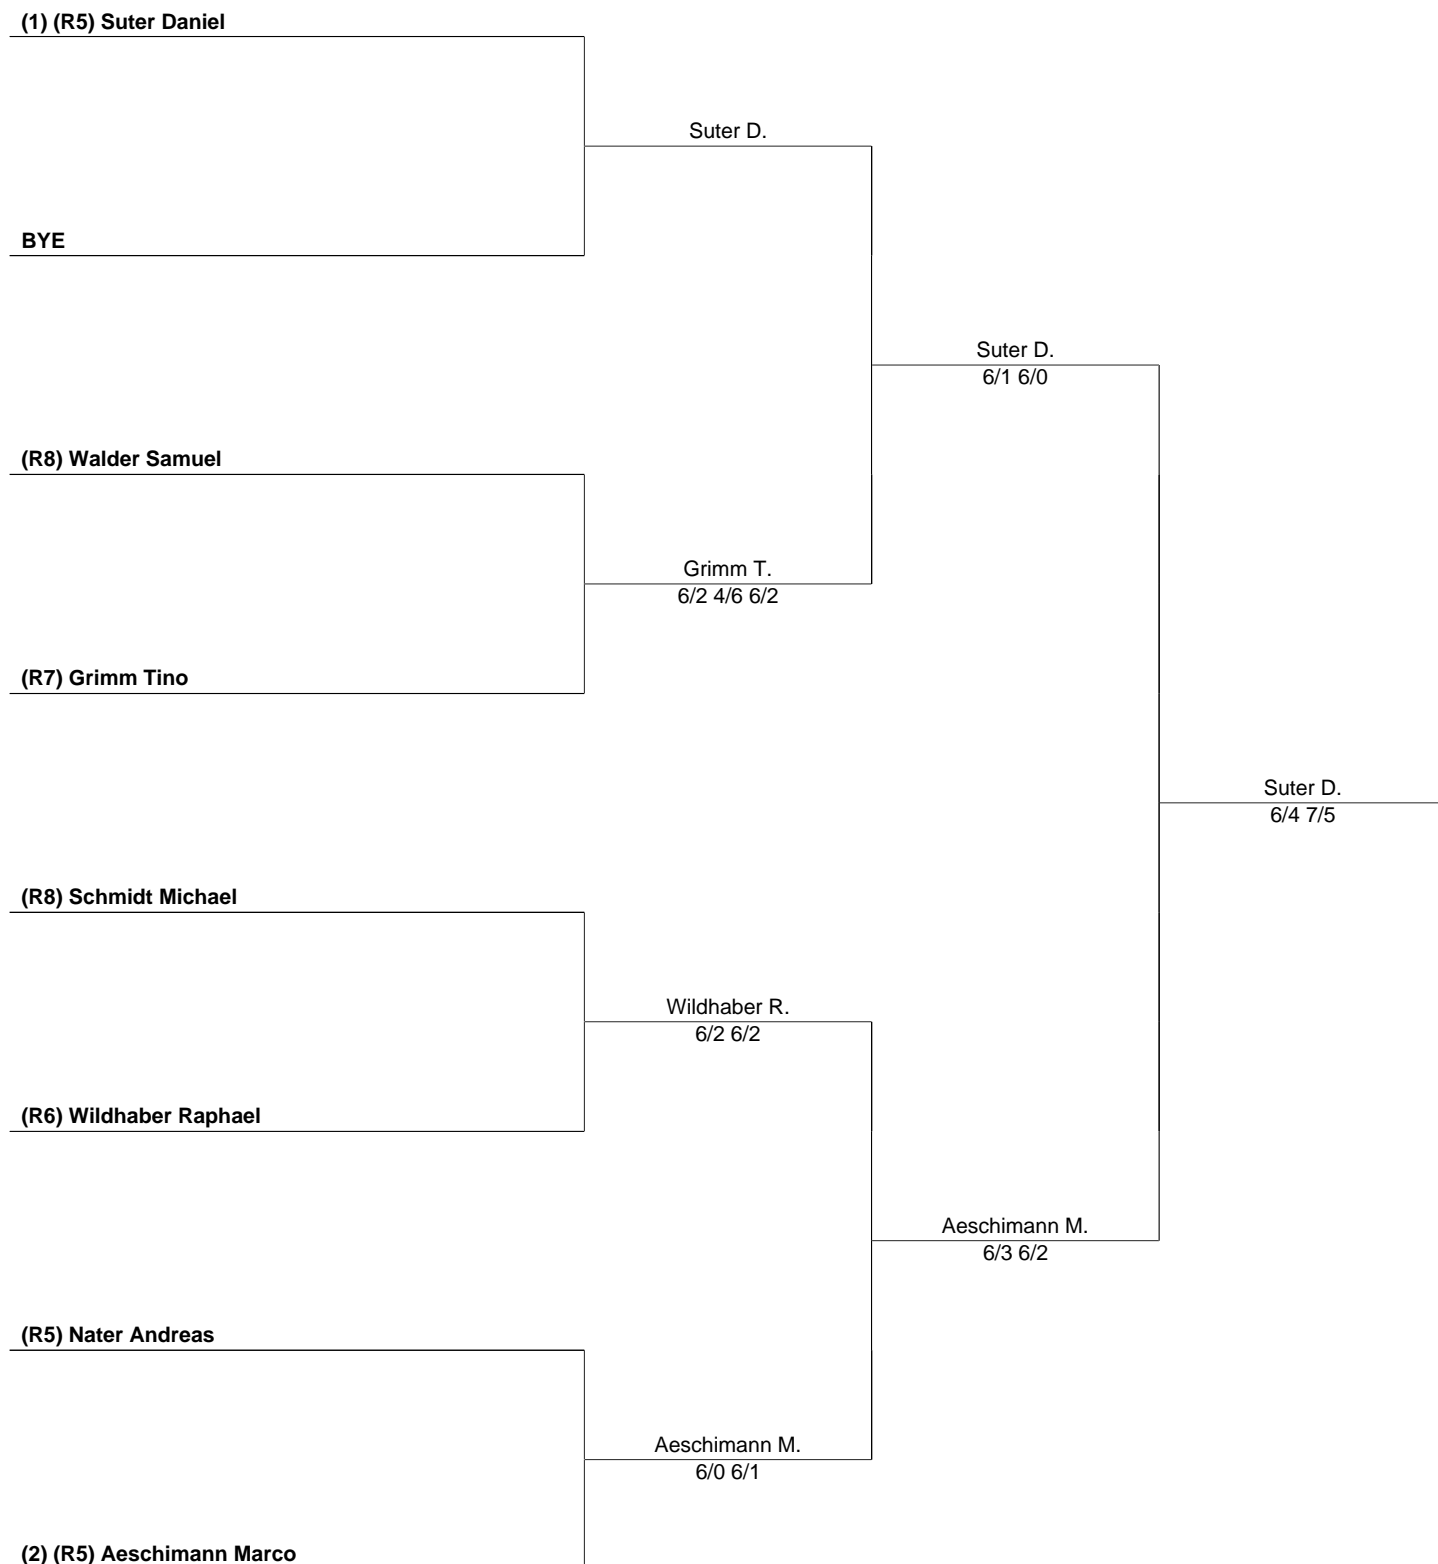 (1) (R5) Suter Daniel
Suter D.
BYE
Suter D.
6/1 6/0
(R8) Walder Samuel
Grimm T.
6/2 4/6 6/2
(R7) Grimm Tino
Suter D.
6/4 7/5
(R8) Schmidt Michael
Wildhaber R.
6/2 6/2
(R6) Wildhaber Raphael
Aeschimann M.
6/3 6/2
(R5) Nater Andreas
Aeschimann M.
6/0 6/1
(2) (R5) Aeschimann Marco